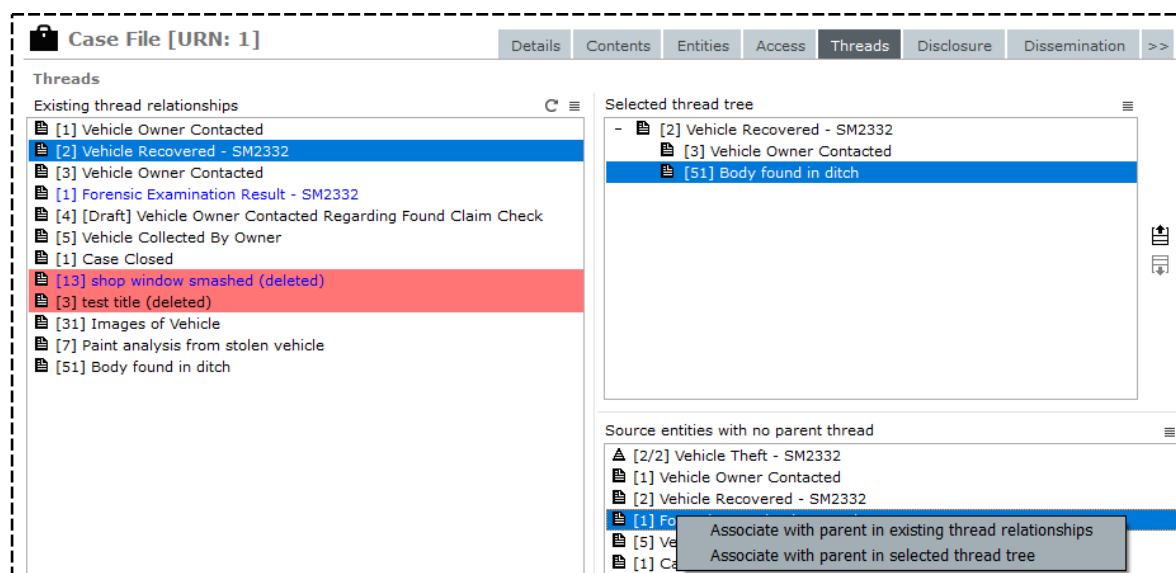 Case File [URN: 1]
Details Contents Entities Access Threads Disclosure Dissemination >>
Threads
Existing thread relationships
[1] Vehicle Owner Contacted
[2] Vehicle Recovered - SM2332
[3] Vehicle Owner Contacted
[1] Forensic Examination Result - SM2332
[4] [Draft] Vehicle Owner Contacted Regarding Found Claim Check
[5] Vehicle Collected By Owner
[1] Case Closed
[13] shop window smashed (deleted)
[3] test title (deleted)
[31] Images of Vehicle
[7] Paint analysis from stolen vehicle
[51] Body found in ditch
Selected thread tree
- [2] Vehicle Recovered - SM2332
[3] Vehicle Owner Contacted
[51] Body found in ditch
Source entities with no parent thread
[2/2] Vehicle Theft - SM2332
[1] Vehicle Owner Contacted
[2] Vehicle Recovered - SM2332
[1] Fo
[5] Ve
[1] Ca
Associate with parent in existing thread relationships
Associate with parent in selected thread tree